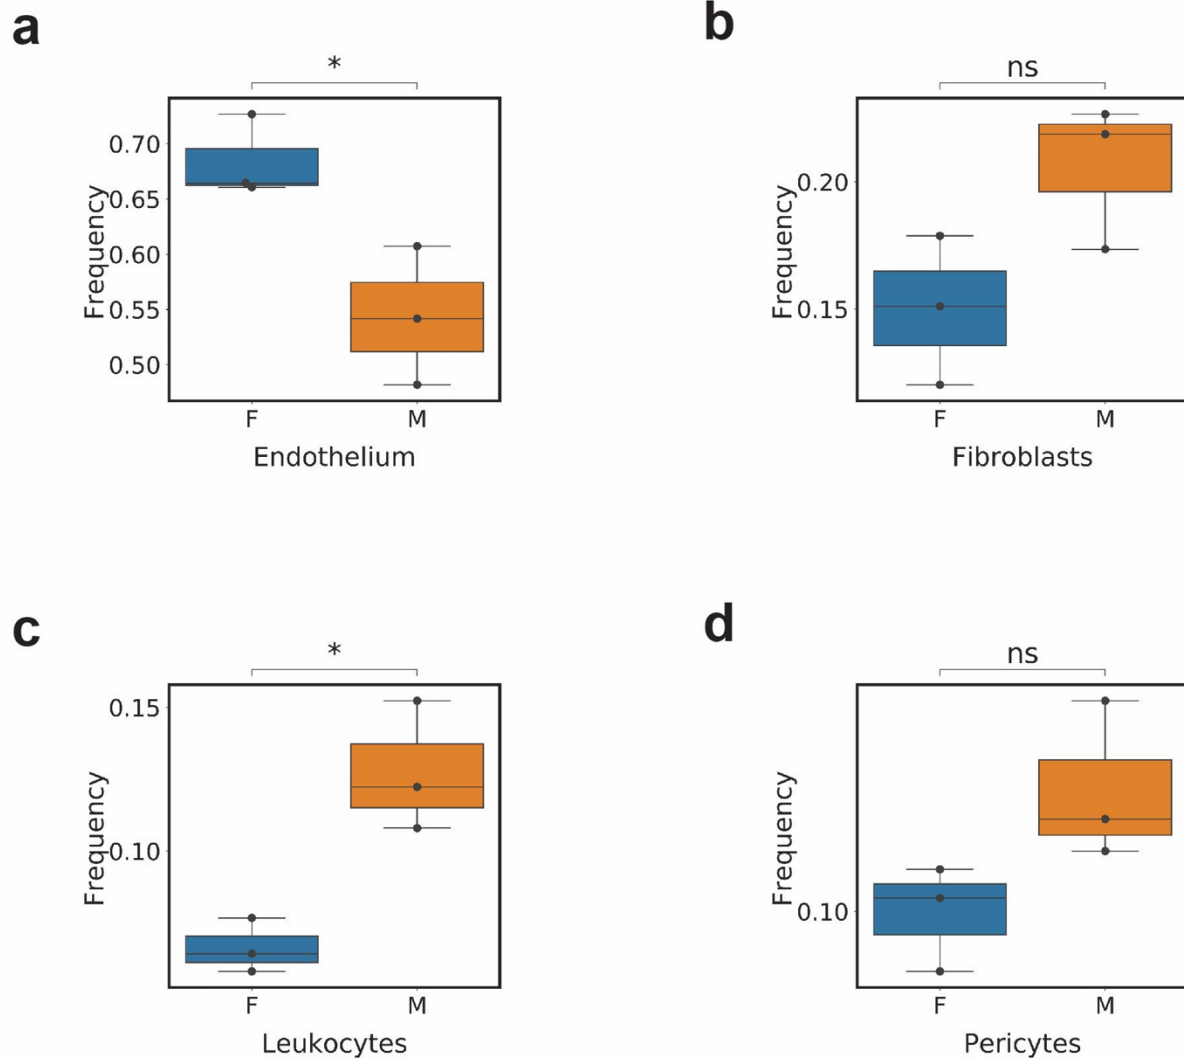 a
*
Frequency
0.70
0.65
0.60
0.55
0.50
F M
Endothelium
b
ns
Frequency
0.20
0.15
F M
Fibroblasts
c
*
Frequency
0.15
0.10
F M
Leukocytes
d
ns
Frequency
0.10
F M
Pericytes